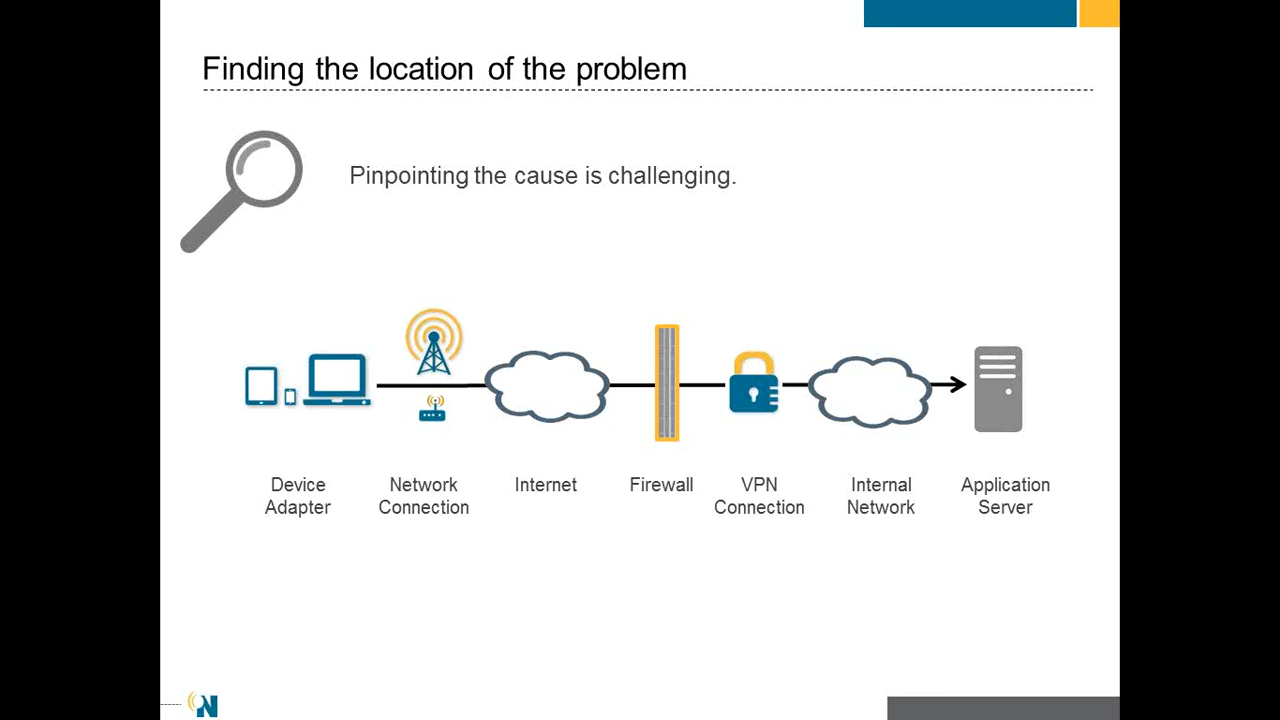 Finding the location of the problem
Pinpointing the cause is challenging.
Device Adapter
Network Connection
Internet
Firewall
VPN Connection
Internal Network
Application Server
N